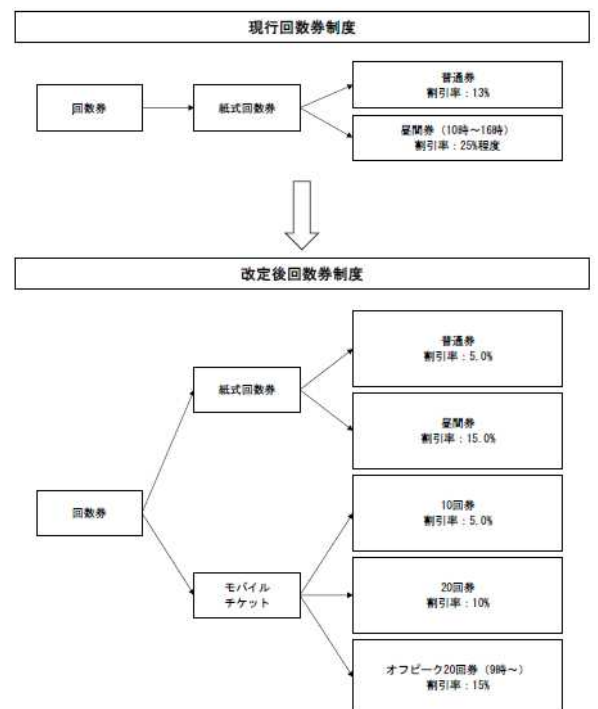 現行回数券制度
回数券
紙式回数券
普通券
割引率：13%
昼間券（10時～16時）
割引率：25%程度
改定後回数券制度
回数券
紙式回数券
普通券
割引率：5.0%
昼間券
割引率：15.0%
モバイル
チケット
10回券
割引率：5.0%
20回券
割引率：10%
オフピーク20回券（9時～）
割引率：15%